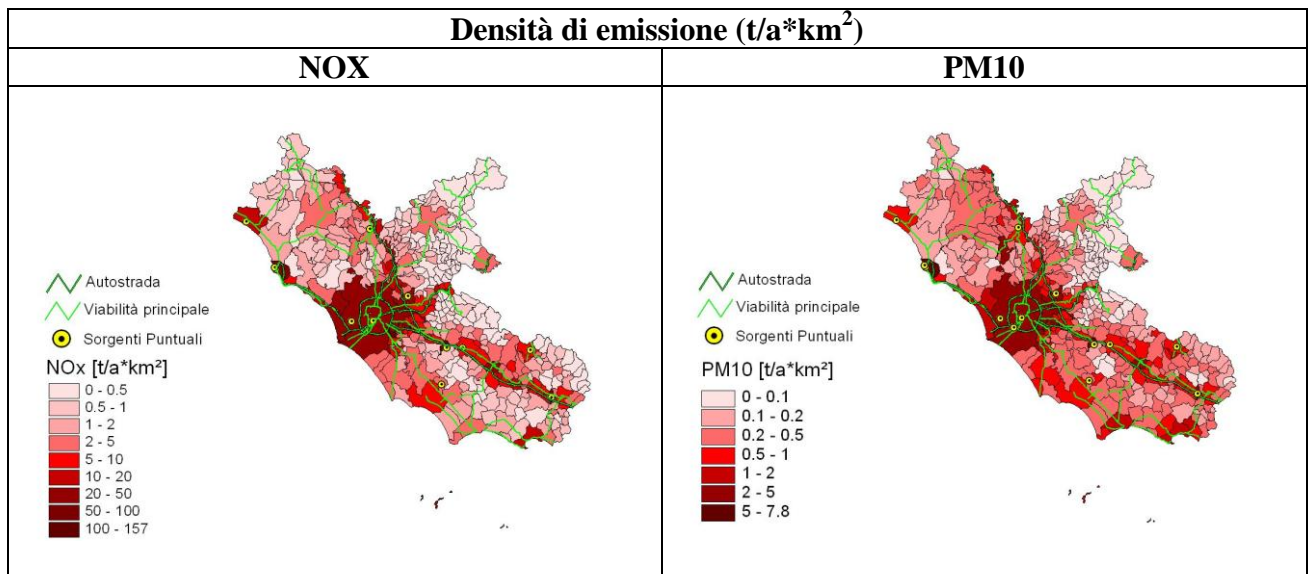 Densità di emissione (t/a*km²)
NOX
PM10
Autostrada
Viabilità principale
Sorgenti Puntuali
NOx [t/a*km²]
0 - 0.5
0.5 - 1
1 - 2
2 - 5
5 - 10
10 - 20
20 - 50
50 - 100
100 - 157
Autostrada
Viabilità principale
Sorgenti Puntuali
PM10 [t/a*km²]
0 - 0.1
0.1 - 0.2
0.2 - 0.5
0.5 - 1
1 - 2
2 - 5
5 - 7.8